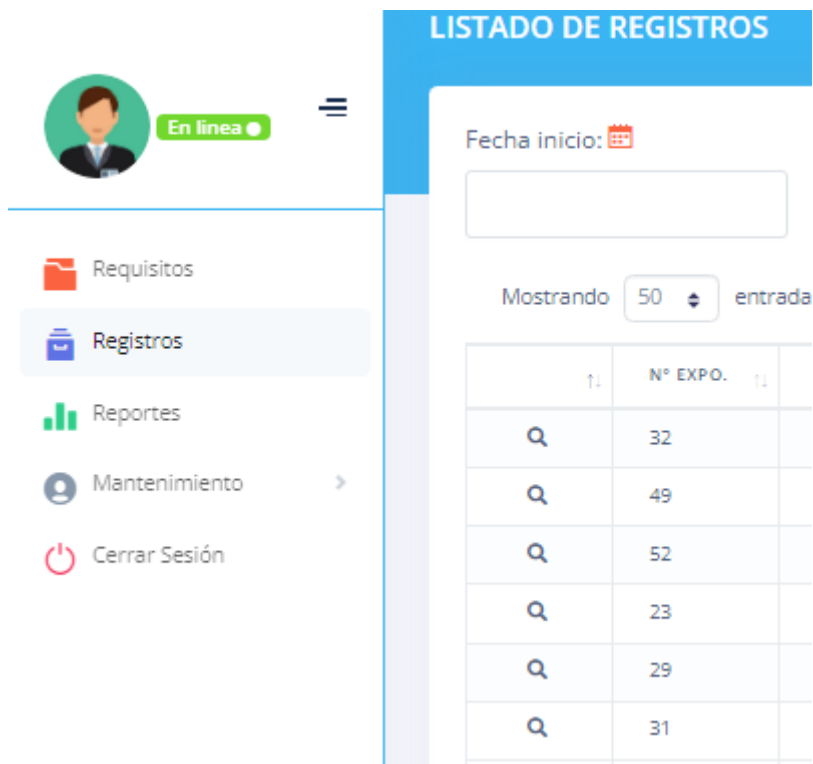 LISTADO DE REGISTROS
En linea
Fecha inicio:
Requisitos
Registros
Reportes
Mantenimiento
Cerrar Sesión
Mostrando 50 entrada
N° EXPO.
32
49
52
23
29
31